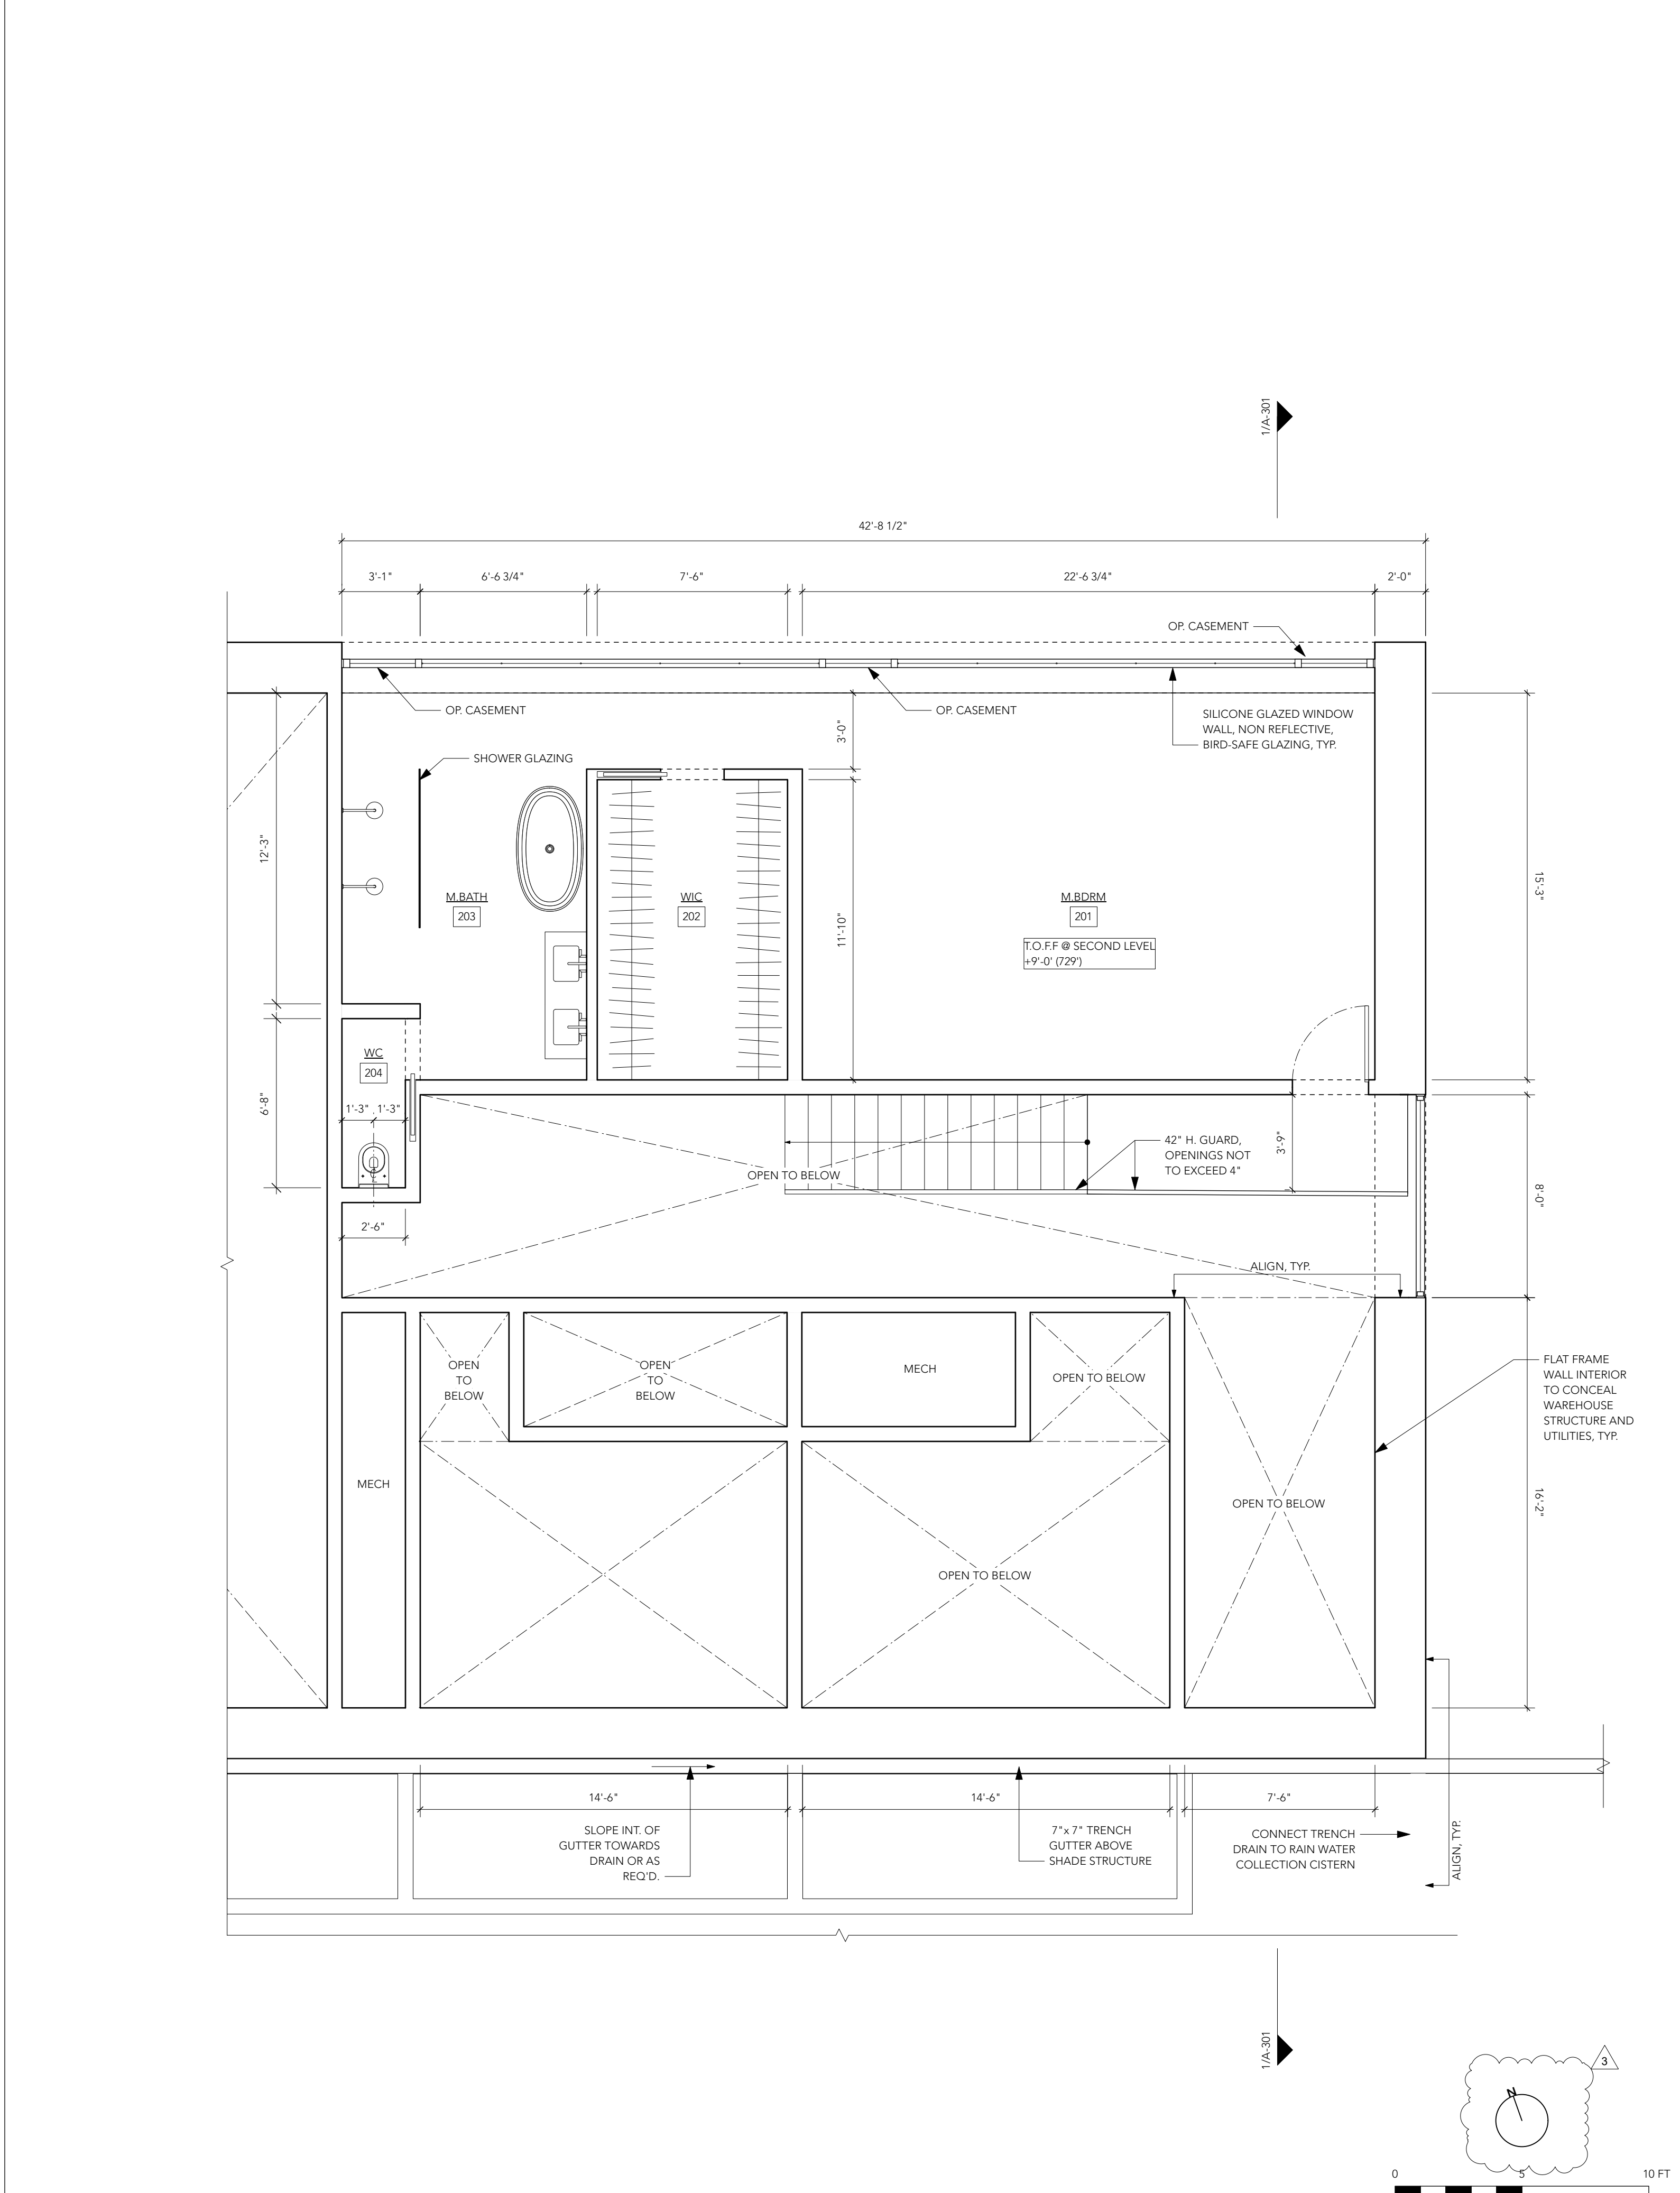 1/A-301
42'-8 1/2"
3'-1"
6'-6 3/4"
7'-6"
22'-6 3/4"
2'-0"
OP. CASEMENT
OP. CASEMENT
OP. CASEMENT
SILICONE GLAZED WINDOW
WALL, NON REFLECTIVE,
BIRD-SAFE GLAZING, TYP.
3'-0"
SHOWER GLAZING
12'-3"
M.BATH
203
WIC
202
11'-10"
M.BDRM
201
T.O.F.F @ SECOND LEVEL
+9'-0' (729')
15'-3"
WC
204
6'-8"
1'-3"
1'-3"
2'-6"
OPEN TO BELOW
42" H. GUARD,
OPENINGS NOT
TO EXCEED 4"
3'-9"
8'-0"
ALIGN, TYP.
OPEN
TO
BELOW
OPEN
TO
BELOW
MECH
OPEN TO BELOW
FLAT FRAME
WALL INTERIOR
TO CONCEAL
WAREHOUSE
STRUCTURE AND
UTILITIES, TYP.
MECH
OPEN TO BELOW
OPEN TO BELOW
16'-2"
14'-6"
14'-6"
7'-6"
SLOPE INT. OF
GUTTER TOWARDS
DRAIN OR AS
REQ'D.
7"x 7" TRENCH
GUTTER ABOVE
SHADE STRUCTURE
CONNECT TRENCH
DRAIN TO RAIN WATER
COLLECTION CISTERN
ALIGN, TYP.
1/A-301
3
N
0
5
10 FT